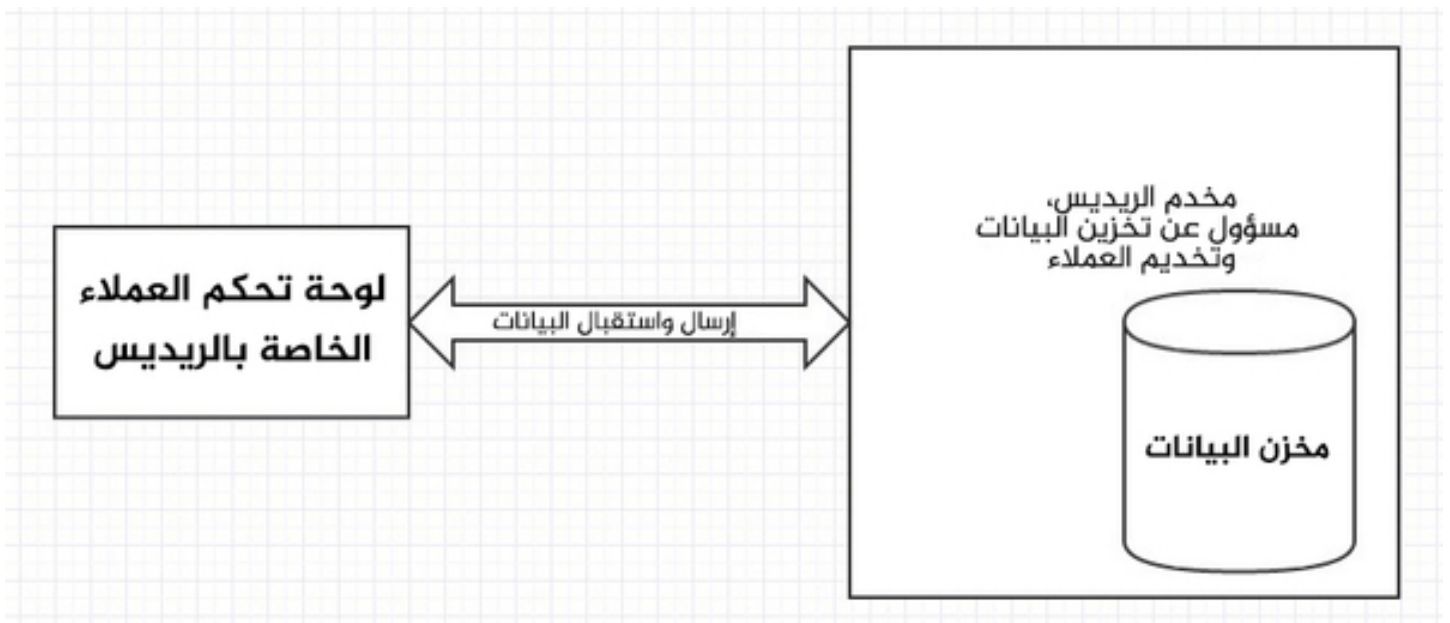 مخدم الريديس،
مسؤول عن تخزين البيانات
وتخديم العملاء
لوحة تحكم العملاء
الخاصة بالريديس
إرسال واستقبال البيانات
مخزن البيانات